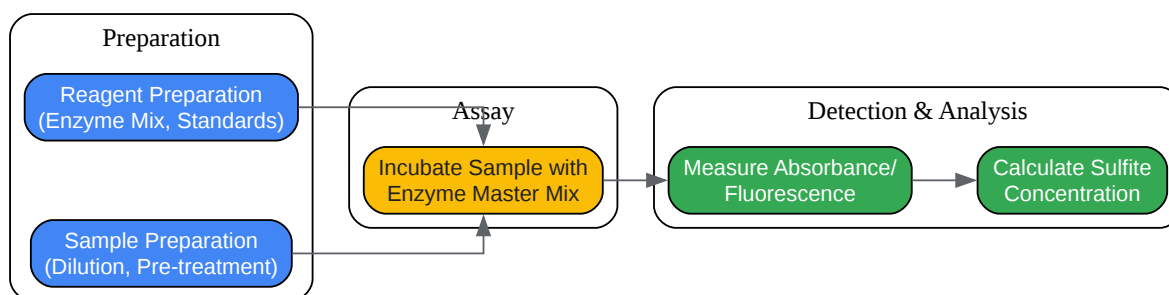 Preparation
Reagent Preparation
(Enzyme Mix, Standards)
Sample Preparation
(Dilution, Pre-treatment)
Assay
Incubate Sample with
Enzyme Master Mix
Detection & Analysis
Measure Absorbance/
Fluorescence
Calculate Sulfite
Concentration